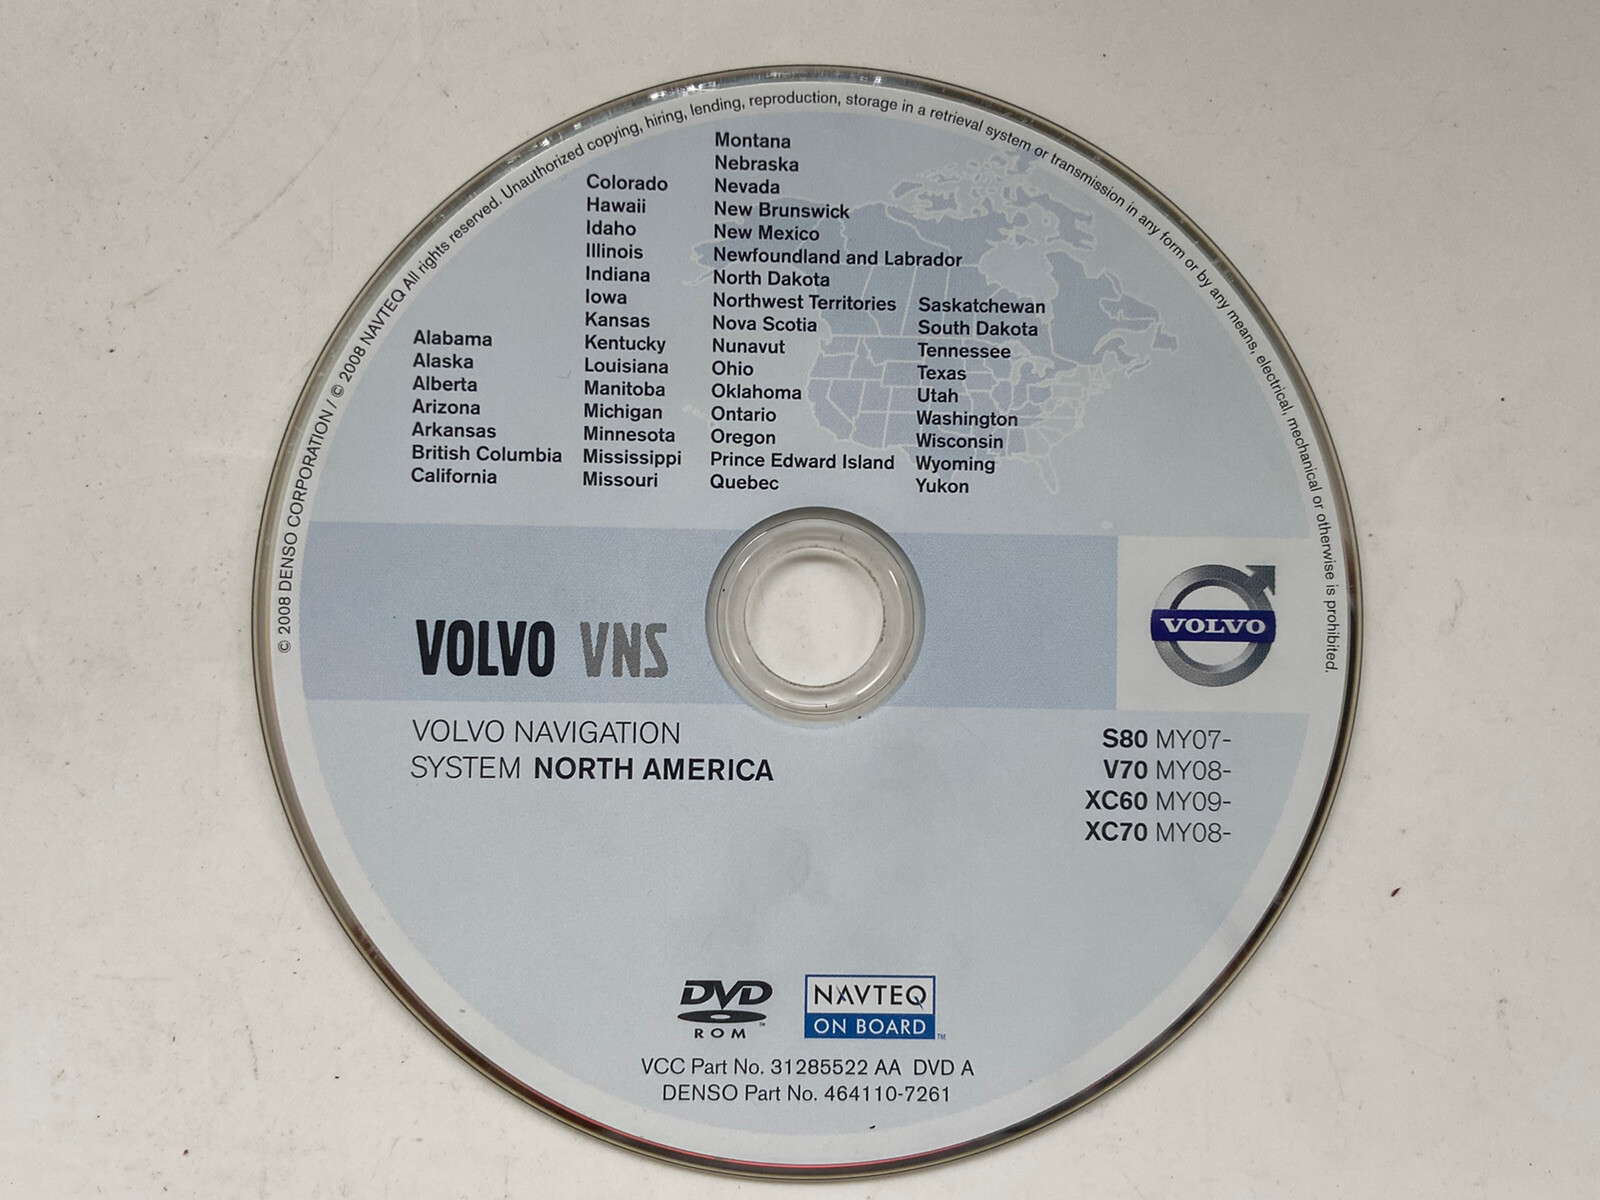 © 2008 DENSO CORPORATION / © 2008 NAVTEQ All rights reserved. Unauthorized copying, hiring, lending, reproduction, storage in a retrieval system or transmission in any form or by any means, electrical, mechanical or otherwise is prohibited.
Alabama
Alaska
Alberta
Arizona
Arkansas
British Columbia
California
Colorado
Hawaii
Idaho
Illinois
Indiana
Iowa
Kansas
Kentucky
Louisiana
Manitoba
Michigan
Minnesota
Mississippi
Missouri
Montana
Nebraska
Nevada
New Brunswick
New Mexico
Newfoundland and Labrador
North Dakota
Northwest Territories
Nova Scotia
Nunavut
Ohio
Oklahoma
Ontario
Oregon
Prince Edward Island
Quebec
Saskatchewan
South Dakota
Tennessee
Texas
Utah
Washington
Wisconsin
Wyoming
Yukon
VOLVO VNS
VOLVO
VOLVO NAVIGATION
SYSTEM NORTH AMERICA
S80 MY07-
V70 MY08-
XC60 MY09-
XC70 MY08-
DVD
ROM ™
NAVTEQ
ON BOARD ™
VCC Part No. 31285522 AA DVD A
DENSO Part No. 464110-7261